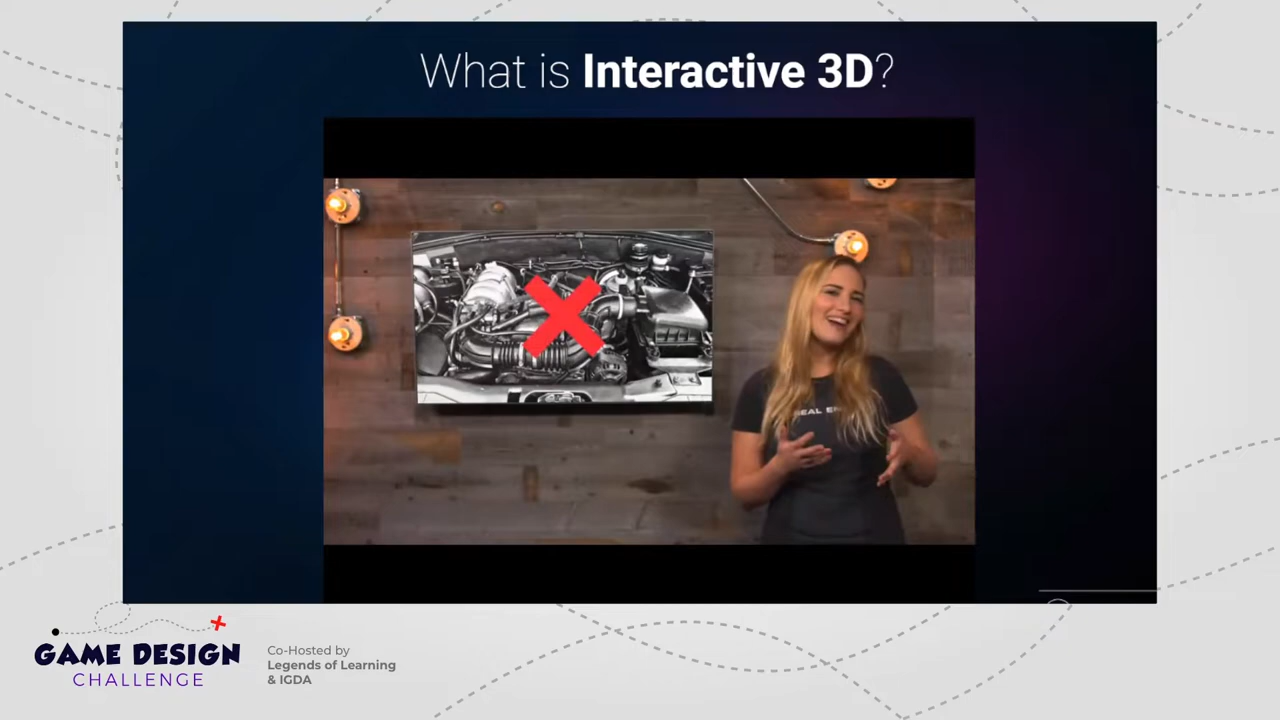 What is Interactive 3D?
GAME DESIGN
CHALLENGE
Co-Hosted by
Legends of Learning
& IGDA